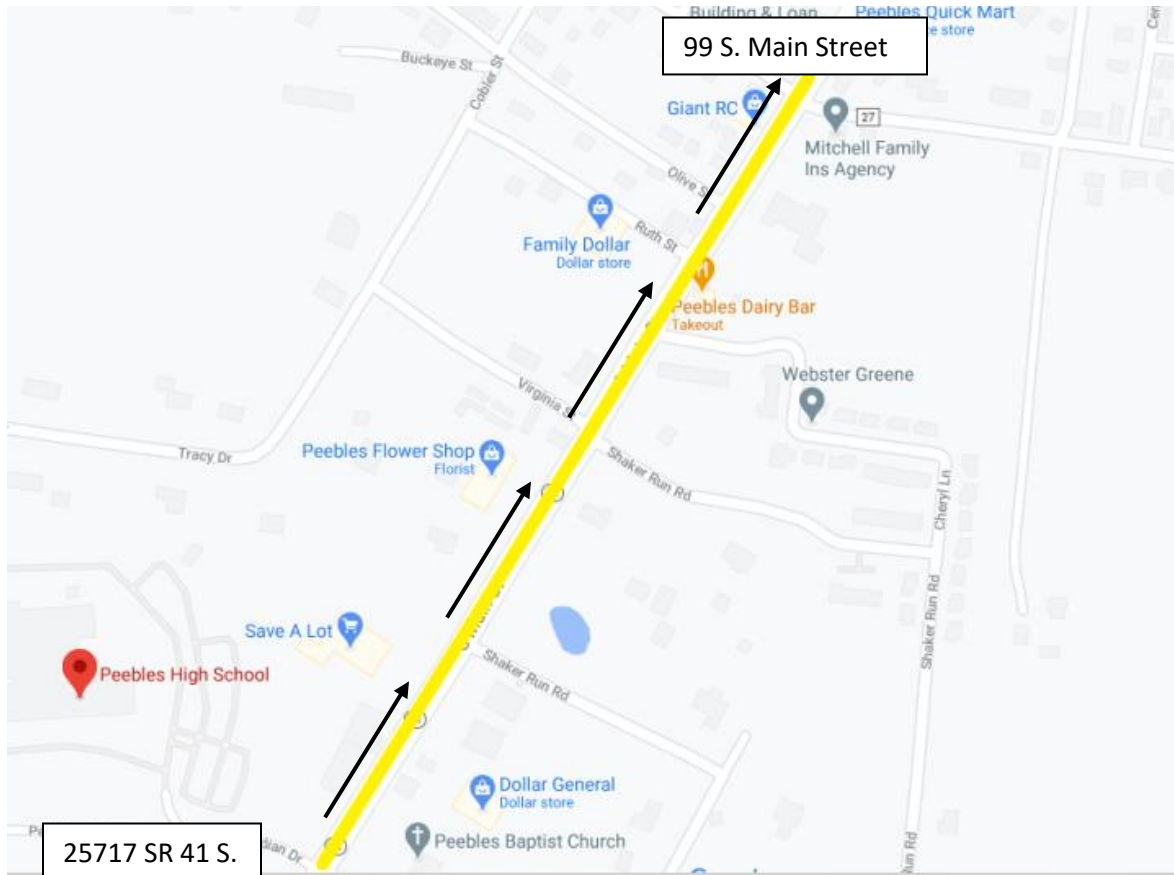 Building & Loan
Peebles Quick Mart
99 S. Main Street
Buckeye St
Cobler St
Giant RC
27
Mitchell Family
Ins Agency
Olive St
Ruth St
Family Dollar
Dollar store
Peebles Dairy Bar
Takeout
Webster Greene
Virginia St
Tracy Dr
Peebles Flower Shop
Florist
Shaker Run Rd
Cheryl Ln
Save A Lot
Shaker Run Rd
Shaker Run Rd
Peebles High School
Dollar General
Dollar store
Peebles Baptist Church
25717 SR 41 S.
Run Rd